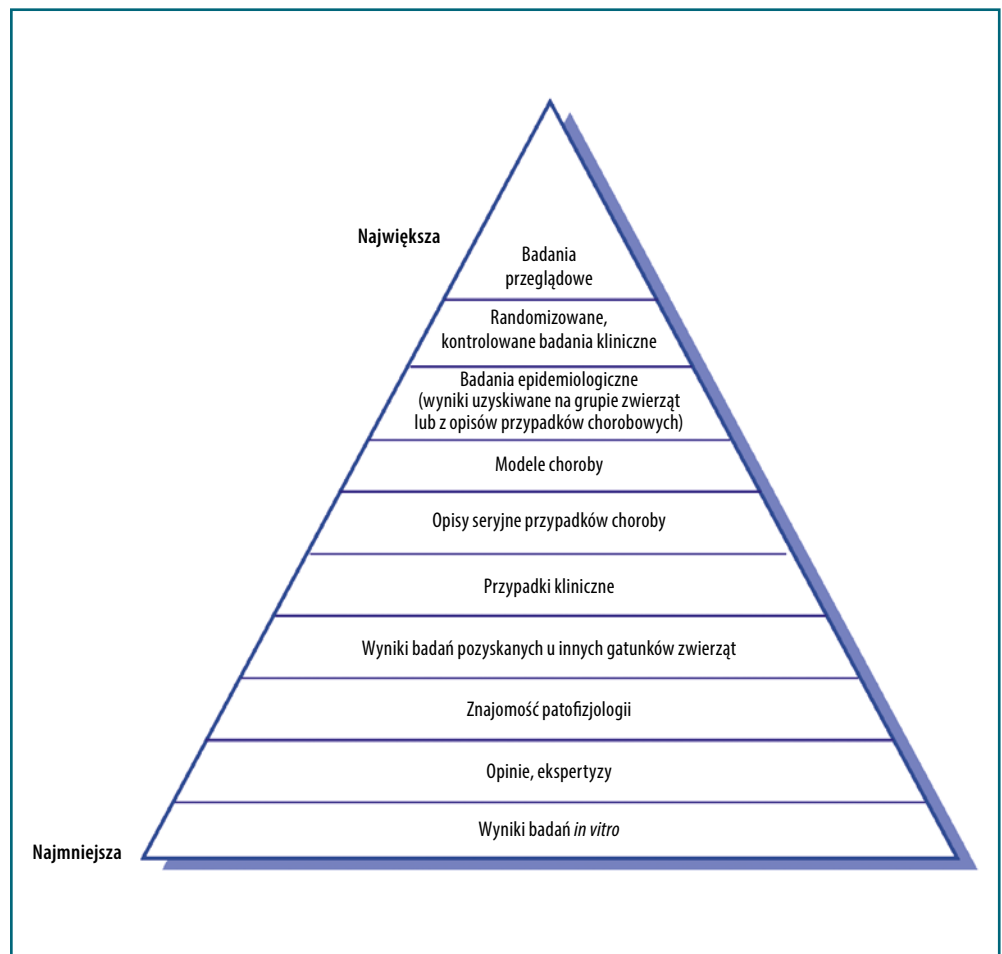 Największa
Badania
przeglądowe
Randomizowane,
kontrolowane badania kliniczne
Badania epidemiologiczne
(wyniki uzyskiwane na grupie zwierząt
lub z opisów przypadków chorobowych)
Modele choroby
Opisy seryjne przypadków choroby
Przypadki kliniczne
Wyniki badań pozyskanych u innych gatunków zwierząt
Znajomość patofizjologii
Opinie, ekspertyzy
Wyniki badań in vitro
Najmniejsza